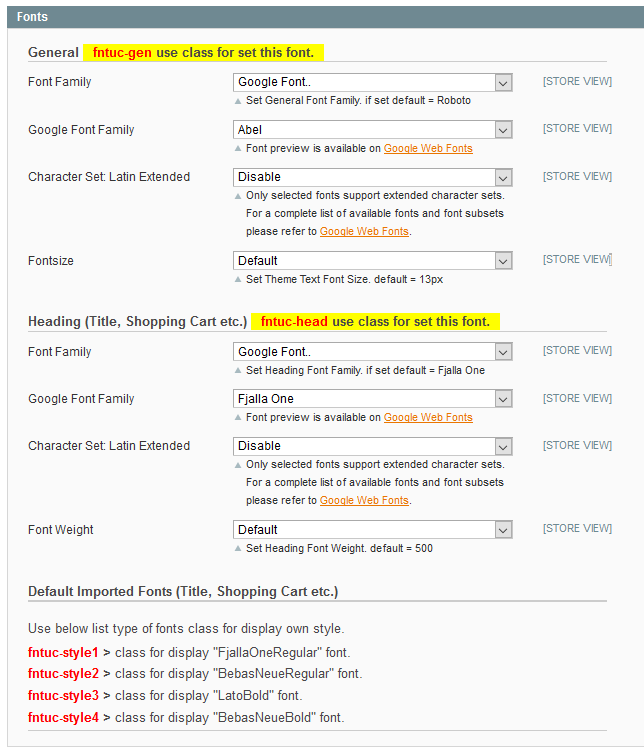 Fonts
General fntuc-gen use class for set this font.
Font Family Google Font.. [STORE VIEW]
▲ Set General Font Family. if set default = Roboto
Google Font Family Abel [STORE VIEW]
▲ Font preview is available on Google Web Fonts
Character Set: Latin Extended Disable [STORE VIEW]
▲ Only selected fonts support extended character sets.
For a complete list of available fonts and font subsets
please refer to Google Web Fonts.
Fontsize Default [STORE VIEW]
▲ Set Theme Text Font Size. default = 13px
Heading (Title, Shopping Cart etc.) fntuc-head use class for set this font.
Font Family Google Font.. [STORE VIEW]
▲ Set Heading Font Family. if set default = Fjalla One
Google Font Family Fjalla One [STORE VIEW]
▲ Font preview is available on Google Web Fonts
Character Set: Latin Extended Disable [STORE VIEW]
▲ Only selected fonts support extended character sets.
For a complete list of available fonts and font subsets
please refer to Google Web Fonts.
Font Weight Default [STORE VIEW]
▲ Set Heading Font Weight. default = 500
Default Imported Fonts (Title, Shopping Cart etc.)
Use below list type of fonts class for display own style.
fntuc-style1 > class for display "FjallaOneRegular" font.
fntuc-style2 > class for display "BebasNeueRegular" font.
fntuc-style3 > class for display "LatoBold" font.
fntuc-style4 > class for display "BebasNeueBold" font.